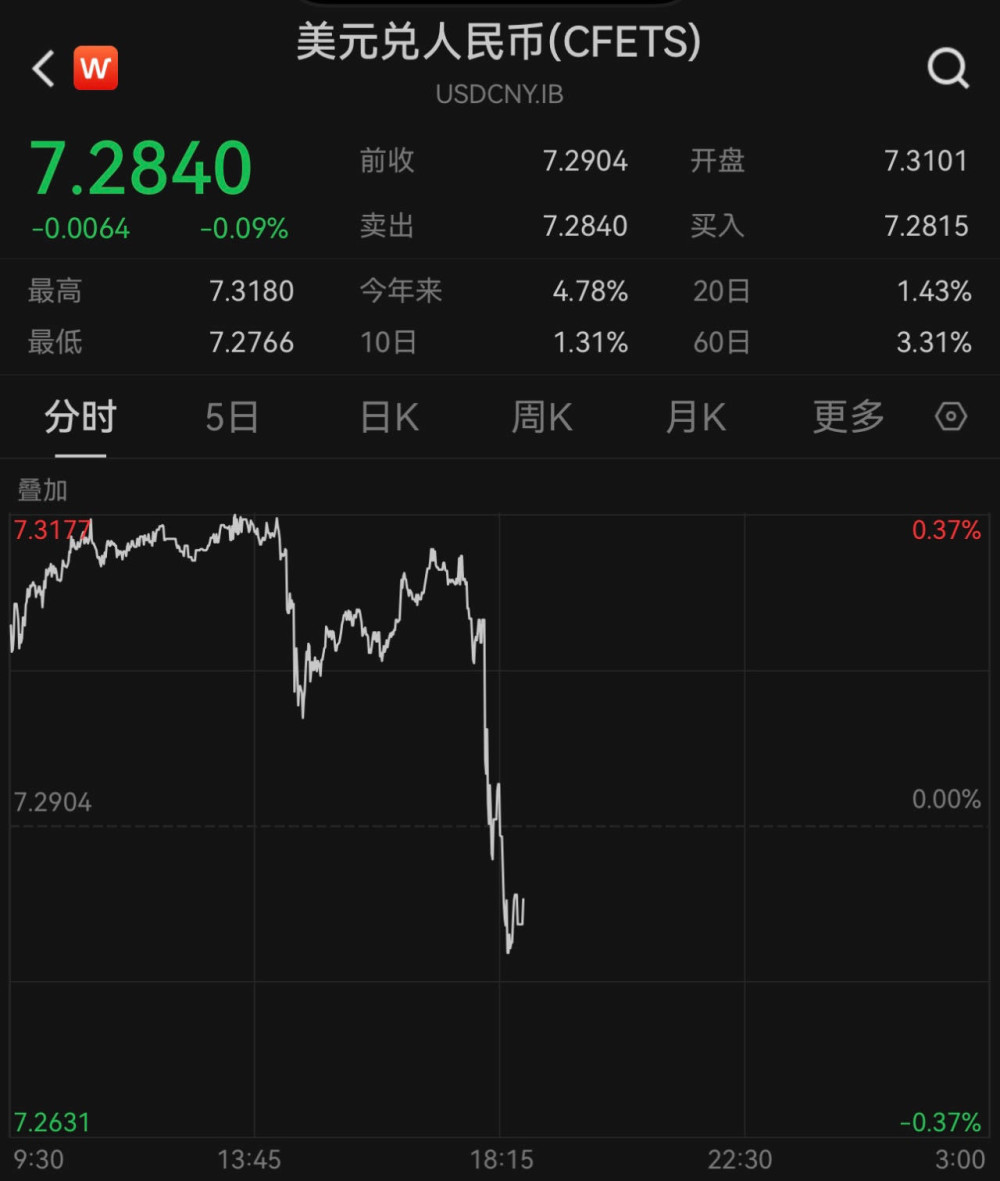 美元兑人民币(CFETS)
W
USDCNY.IB
7.2840 前收 7.2904 开盘 7.3101
-0.0064 -0.09% 卖出 7.2840 买入 7.2815
最高 7.3180 今年来 4.78% 20日 1.43%
最低 7.2766 10日 1.31% 60日 3.31%
分时 5日 日K 周K 月K 更多
叠加
7.3177 0.37%
7.2904 0.00%
7.2631 -0.37%
9:30 13:45 18:15 22:30 3:00